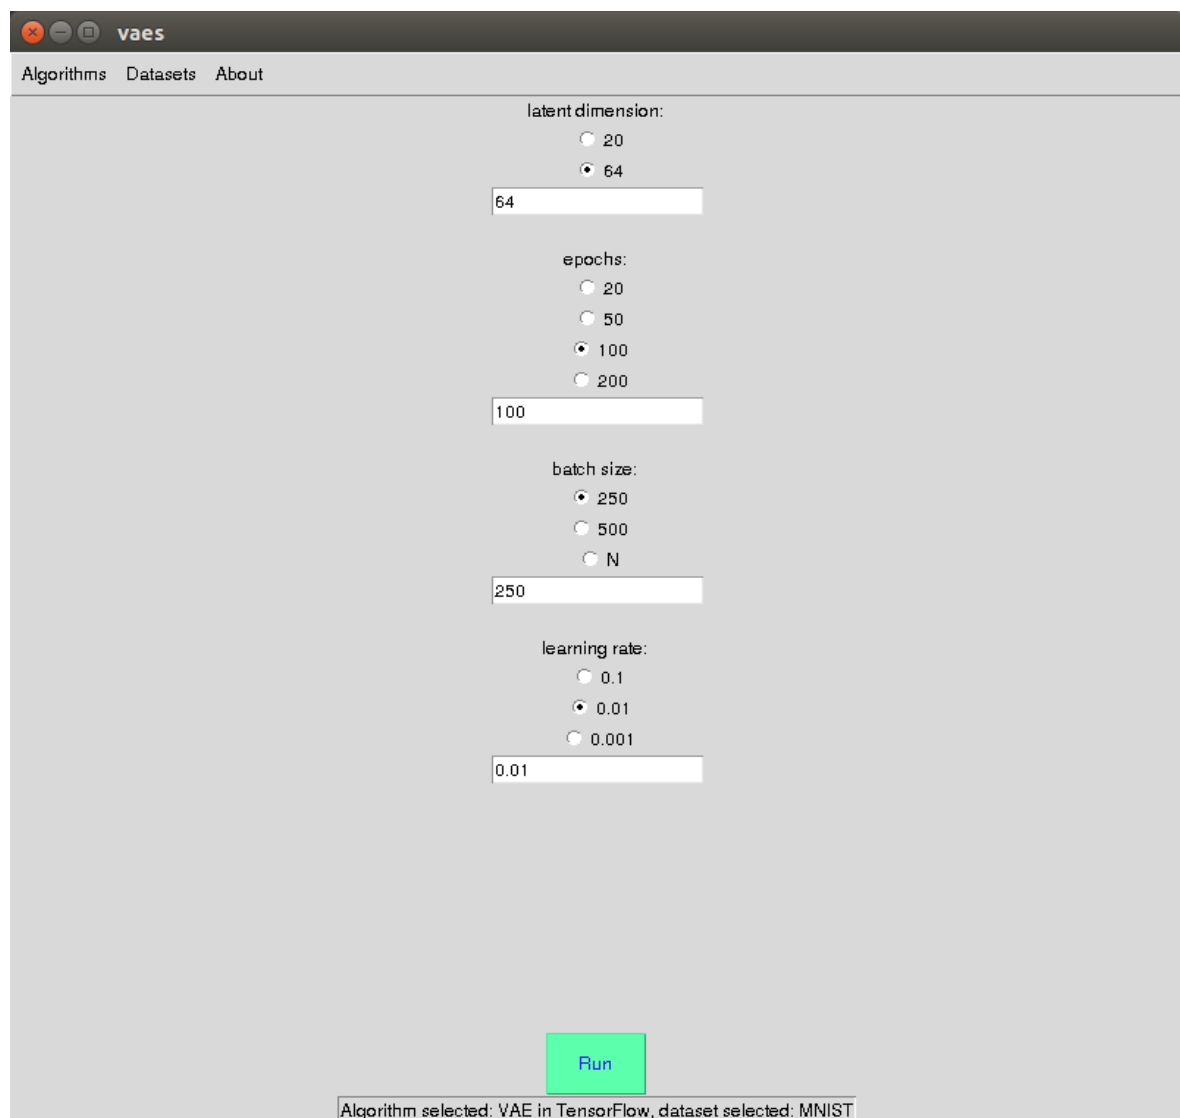 vaes
Algorithms Datasets About
latent dimension:
20
64
64
epochs:
20
50
100
200
100
batch size:
250
500
N
250
learning rate:
0.1
0.01
0.001
0.01
Run
Algorithm selected: VAE in TensorFlow, dataset selected: MNIST